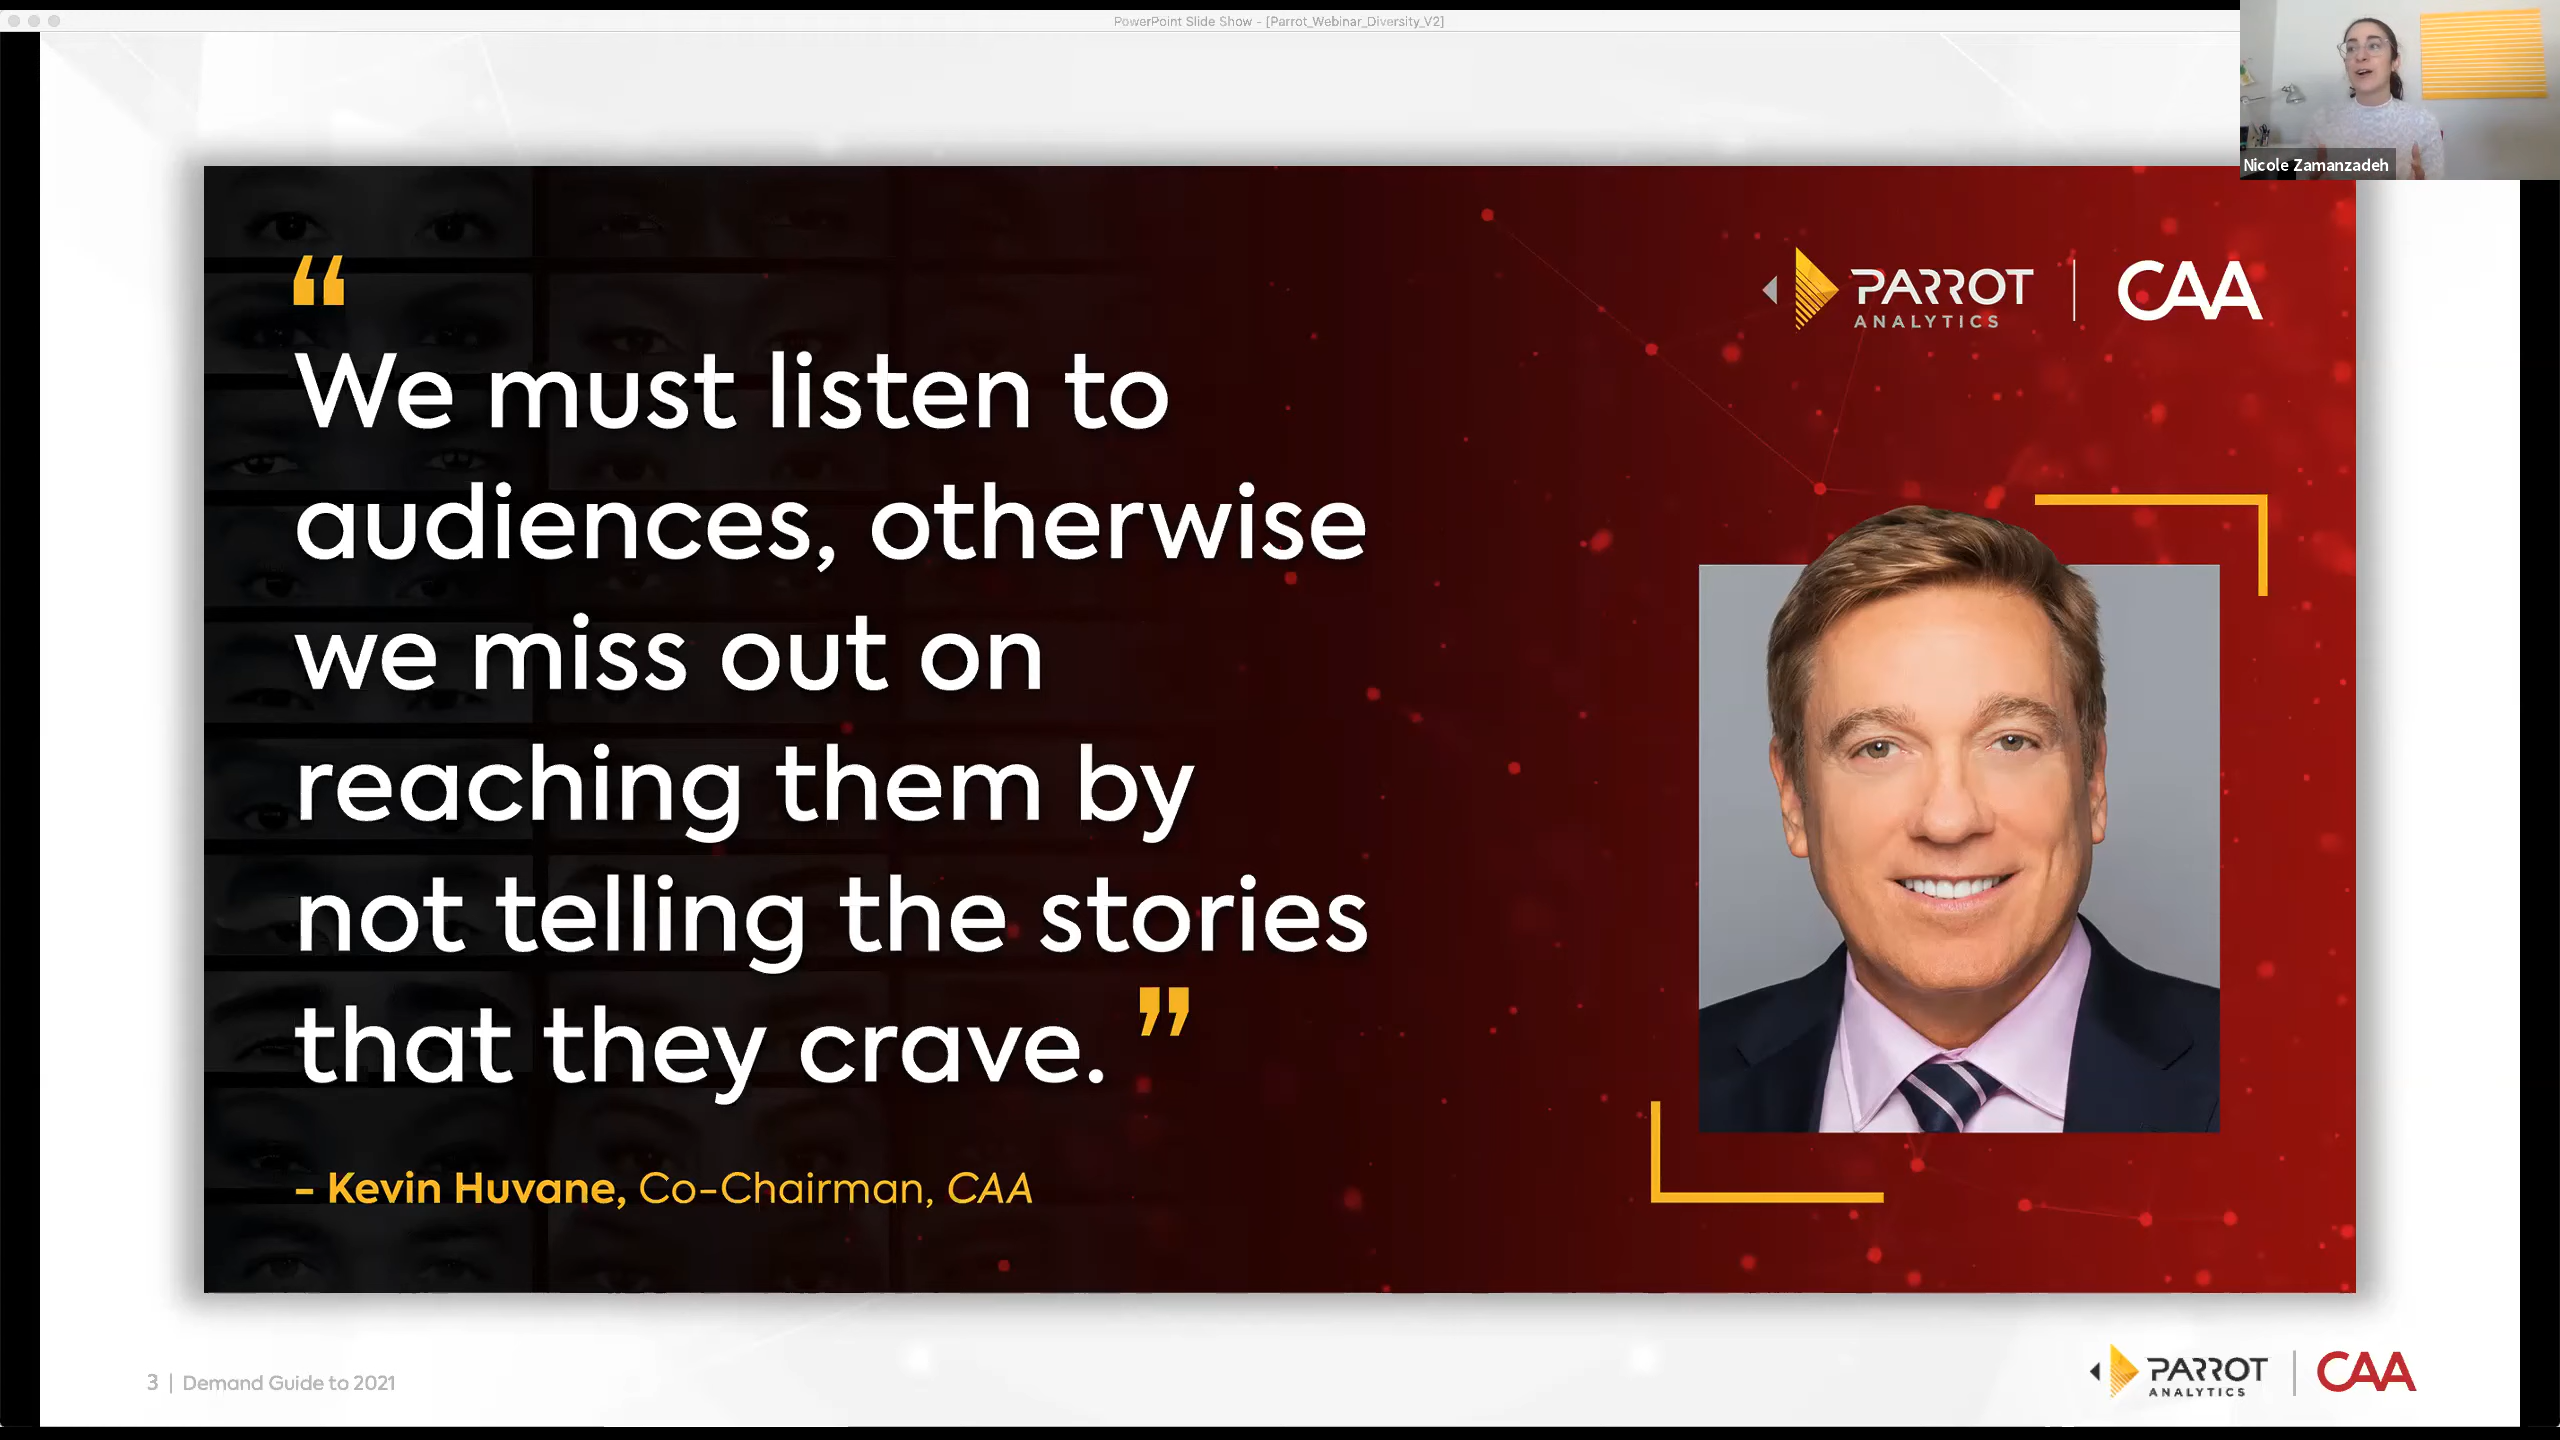 PowerPoint Slide Show - [Parrot_Webinar_Diversity_V2]
Nicole Zamanzadeh
PARROT
ANALYTICS
CAA
“
We must listen to
audiences, otherwise
we miss out on
reaching them by
not telling the stories
that they crave. ”
- Kevin Huvane, Co-Chairman, CAA
3 | Demand Guide to 2021
PARROT
ANALYTICS
CAA